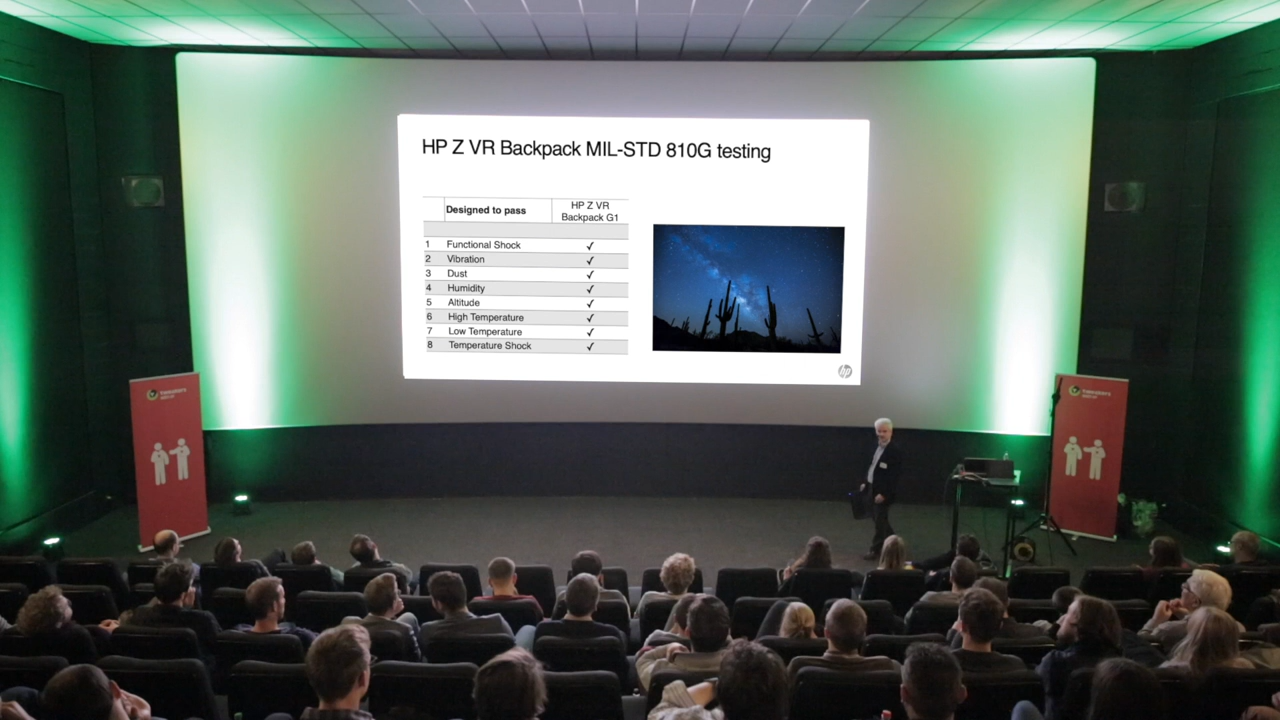 HP Z VR Backpack MIL-STD 810G testing
Designed to pass
HP Z VR
Backpack G1
1 Functional Shock ✓
2 Vibration ✓
3 Dust ✓
4 Humidity ✓
5 Altitude ✓
6 High Temperature ✓
7 Low Temperature ✓
8 Temperature Shock ✓
hp